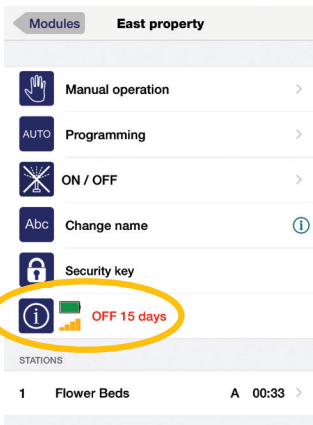 Modules East property
Manual operation
AUTO Programming
ON / OFF
Abc Change name i
Security key
i OFF 15 days
STATIONS
1 Flower Beds A 00:33